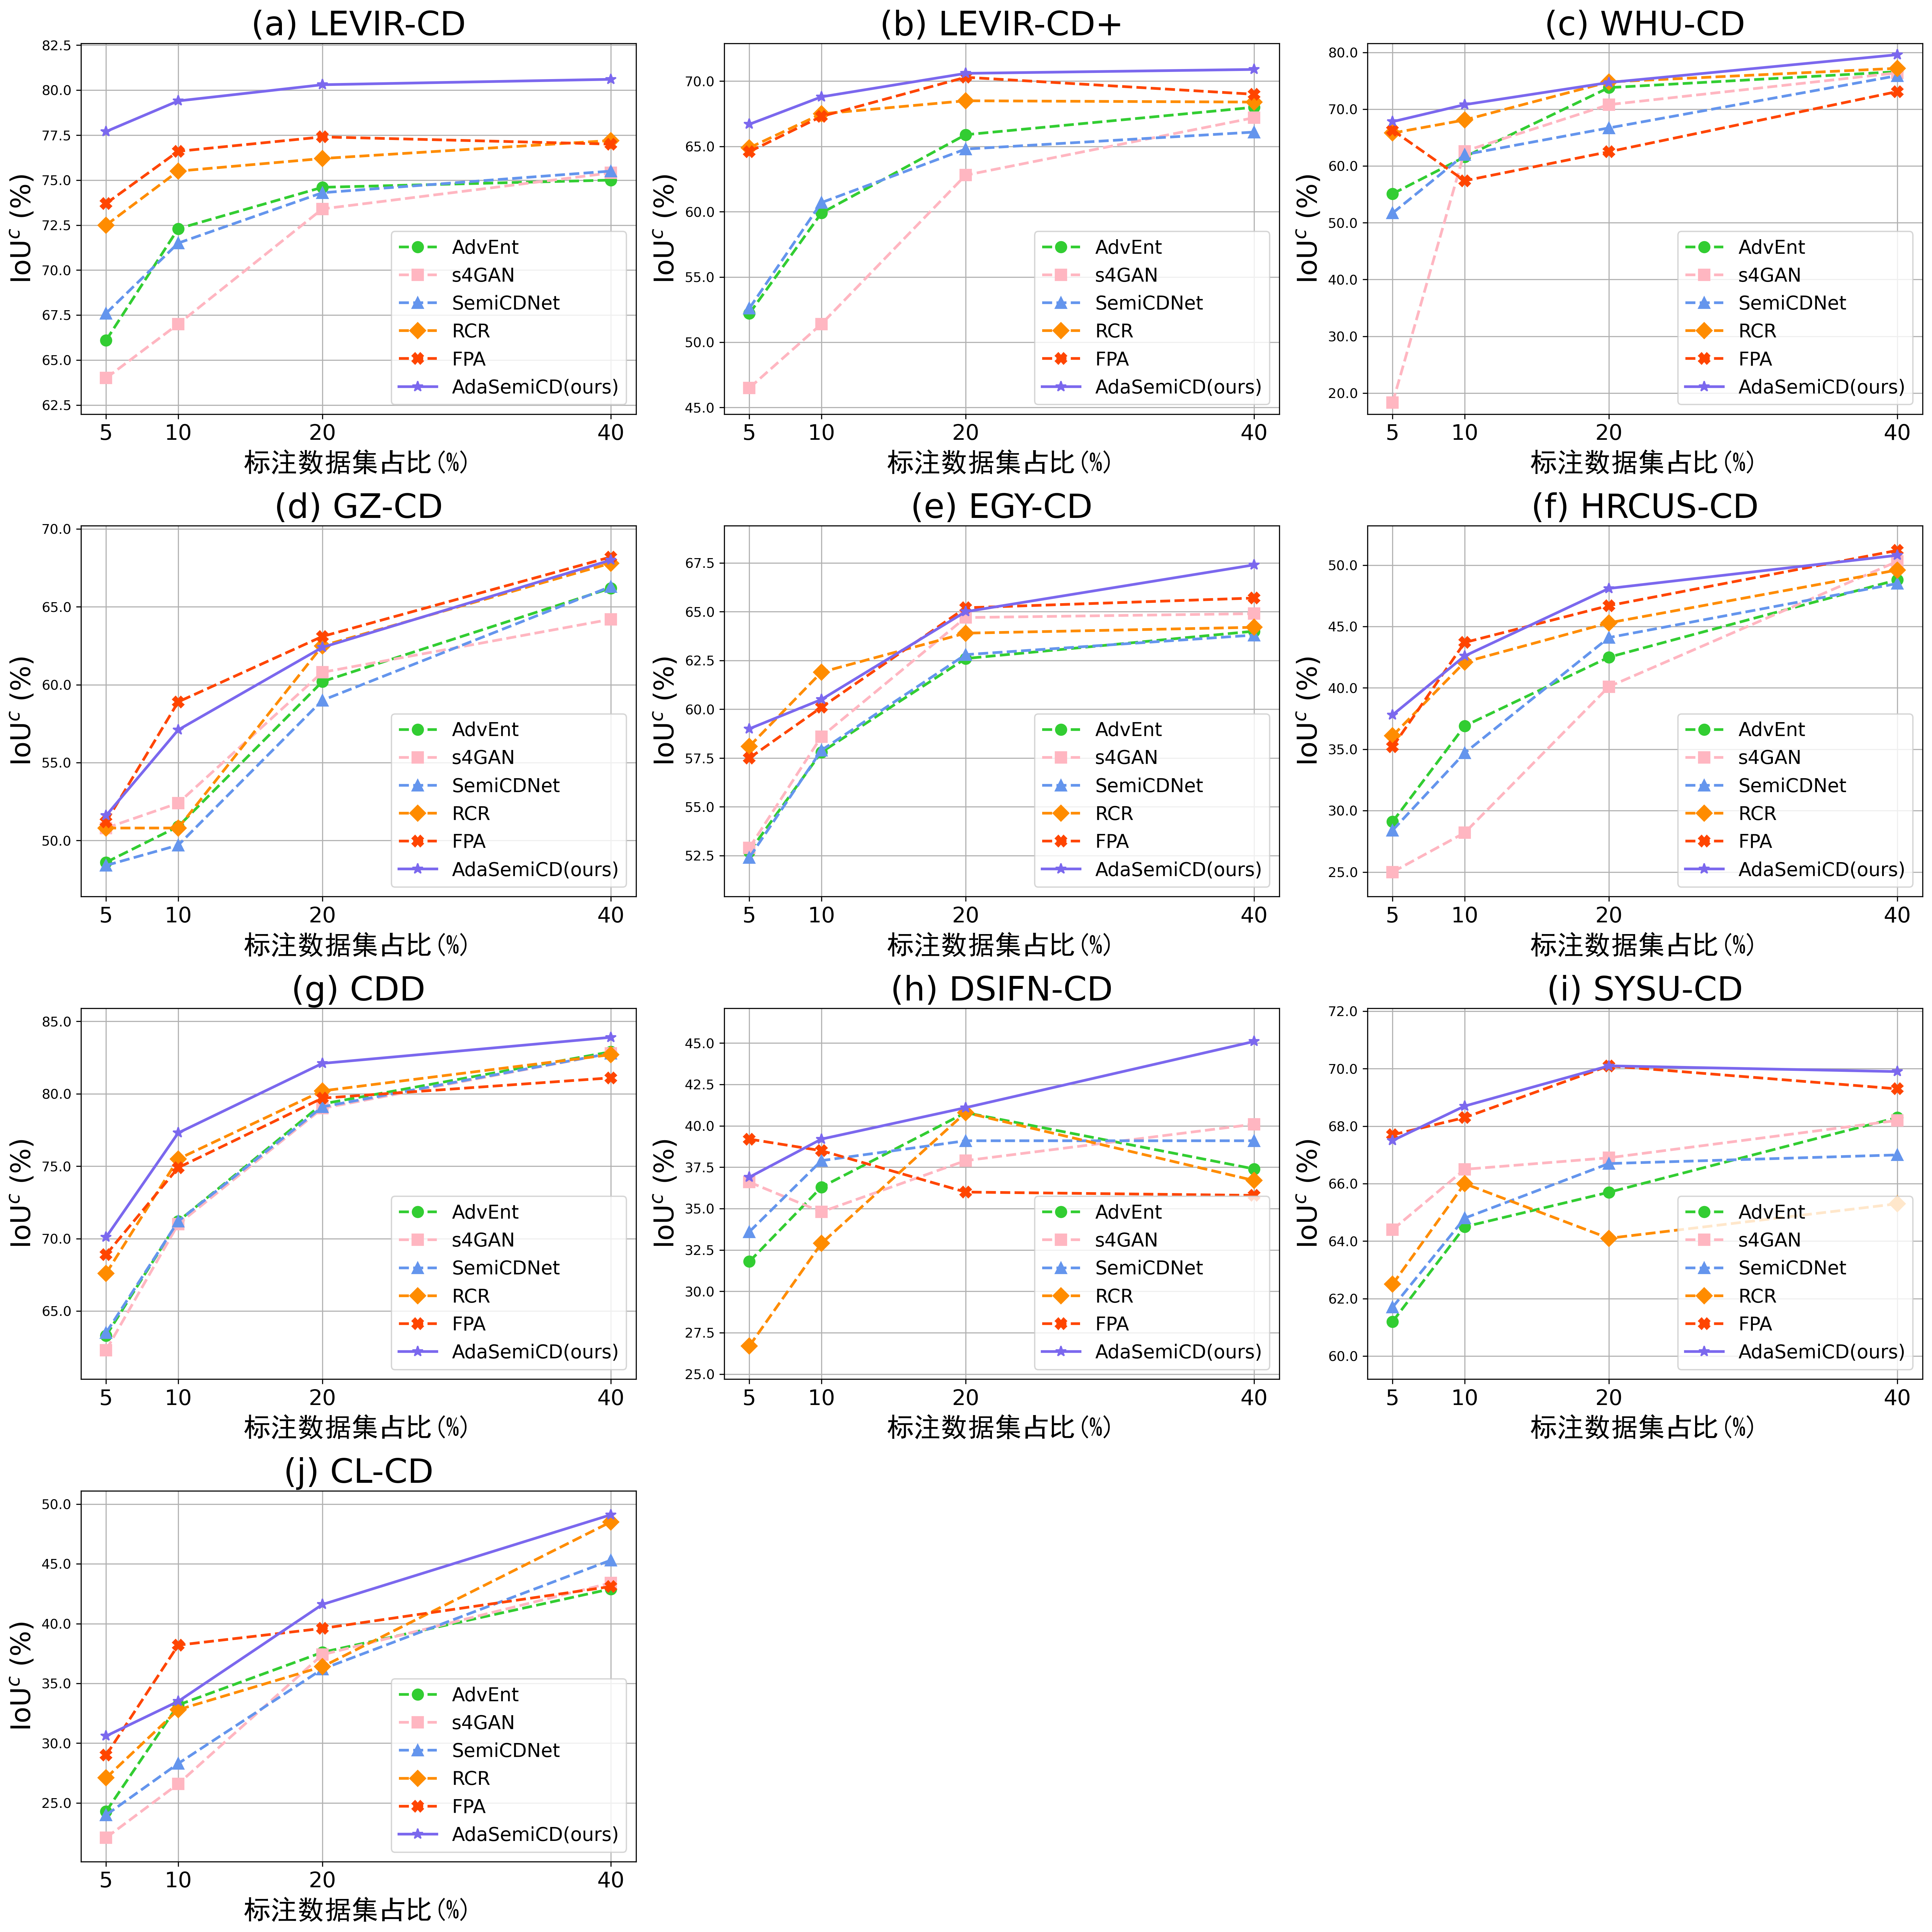 (a) LEVIR-CD
82.5
80.0
77.5
75.0
72.5
70.0
67.5
65.0
62.5
IoU^c (%)
AdvEnt
s4GAN
SemiCDNet
RCR
FPA
AdaSemiCD(ours)
5 10 20 40
标注数据集占比(%)
(b) LEVIR-CD+
70.0
65.0
60.0
55.0
50.0
45.0
IoU^c (%)
AdvEnt
s4GAN
SemiCDNet
RCR
FPA
AdaSemiCD(ours)
5 10 20 40
标注数据集占比(%)
(c) WHU-CD
80.0
70.0
60.0
50.0
40.0
30.0
20.0
IoU^c (%)
AdvEnt
s4GAN
SemiCDNet
RCR
FPA
AdaSemiCD(ours)
5 10 20 40
标注数据集占比(%)
(d) GZ-CD
70.0
65.0
60.0
55.0
50.0
IoU^c (%)
AdvEnt
s4GAN
SemiCDNet
RCR
FPA
AdaSemiCD(ours)
5 10 20 40
标注数据集占比(%)
(e) EGY-CD
67.5
65.0
62.5
60.0
57.5
55.0
52.5
IoU^c (%)
AdvEnt
s4GAN
SemiCDNet
RCR
FPA
AdaSemiCD(ours)
5 10 20 40
标注数据集占比(%)
(f) HRCUS-CD
50.0
45.0
40.0
35.0
30.0
25.0
IoU^c (%)
AdvEnt
s4GAN
SemiCDNet
RCR
FPA
AdaSemiCD(ours)
5 10 20 40
标注数据集占比(%)
(g) CDD
85.0
80.0
75.0
70.0
65.0
IoU^c (%)
AdvEnt
s4GAN
SemiCDNet
RCR
FPA
AdaSemiCD(ours)
5 10 20 40
标注数据集占比(%)
(h) DSIFN-CD
45.0
42.5
40.0
37.5
35.0
32.5
30.0
27.5
25.0
IoU^c (%)
AdvEnt
s4GAN
SemiCDNet
RCR
FPA
AdaSemiCD(ours)
5 10 20 40
标注数据集占比(%)
(i) SYSU-CD
72.0
70.0
68.0
66.0
64.0
62.0
60.0
IoU^c (%)
AdvEnt
s4GAN
SemiCDNet
RCR
FPA
AdaSemiCD(ours)
5 10 20 40
标注数据集占比(%)
(j) CL-CD
50.0
45.0
40.0
35.0
30.0
25.0
IoU^c (%)
AdvEnt
s4GAN
SemiCDNet
RCR
FPA
AdaSemiCD(ours)
5 10 20 40
标注数据集占比(%)